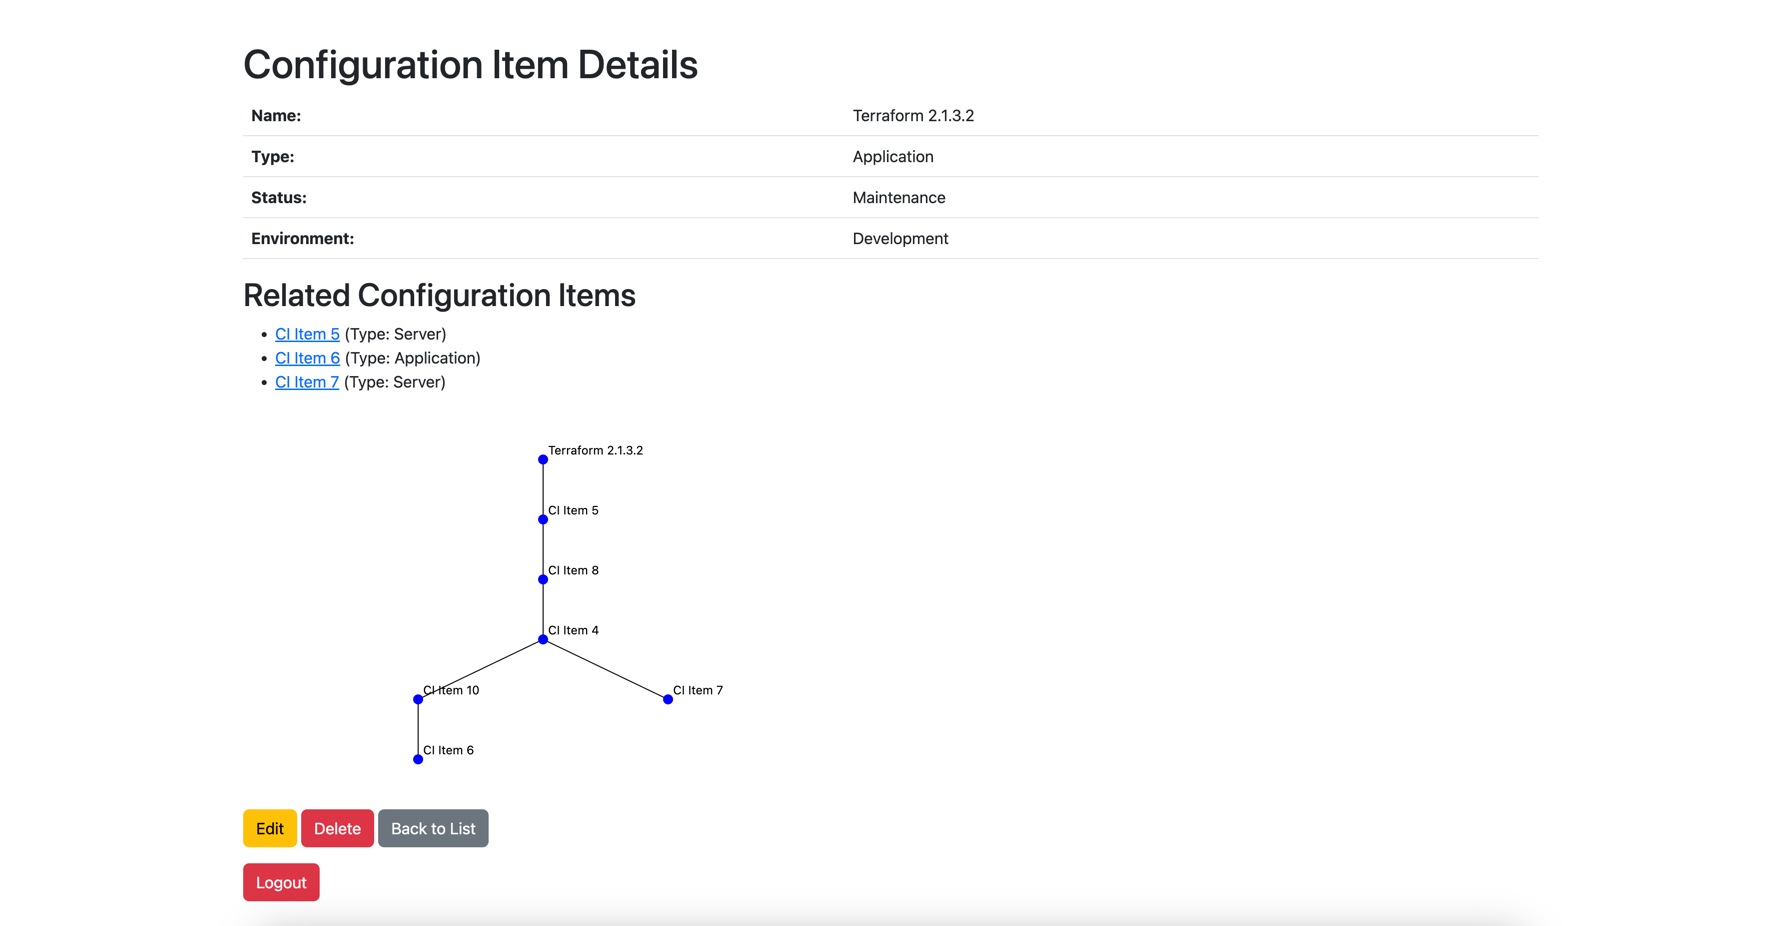 Configuration Item Details
Name: Terraform 2.1.3.2
Type: Application
Status: Maintenance
Environment: Development
Related Configuration Items
• CI Item 5 (Type: Server)
• CI Item 6 (Type: Application)
• CI Item 7 (Type: Server)
Terraform 2.1.3.2
CI Item 5
CI Item 8
CI Item 4
CI Item 10 CI Item 7
CI Item 6
Edit Delete Back to List
Logout